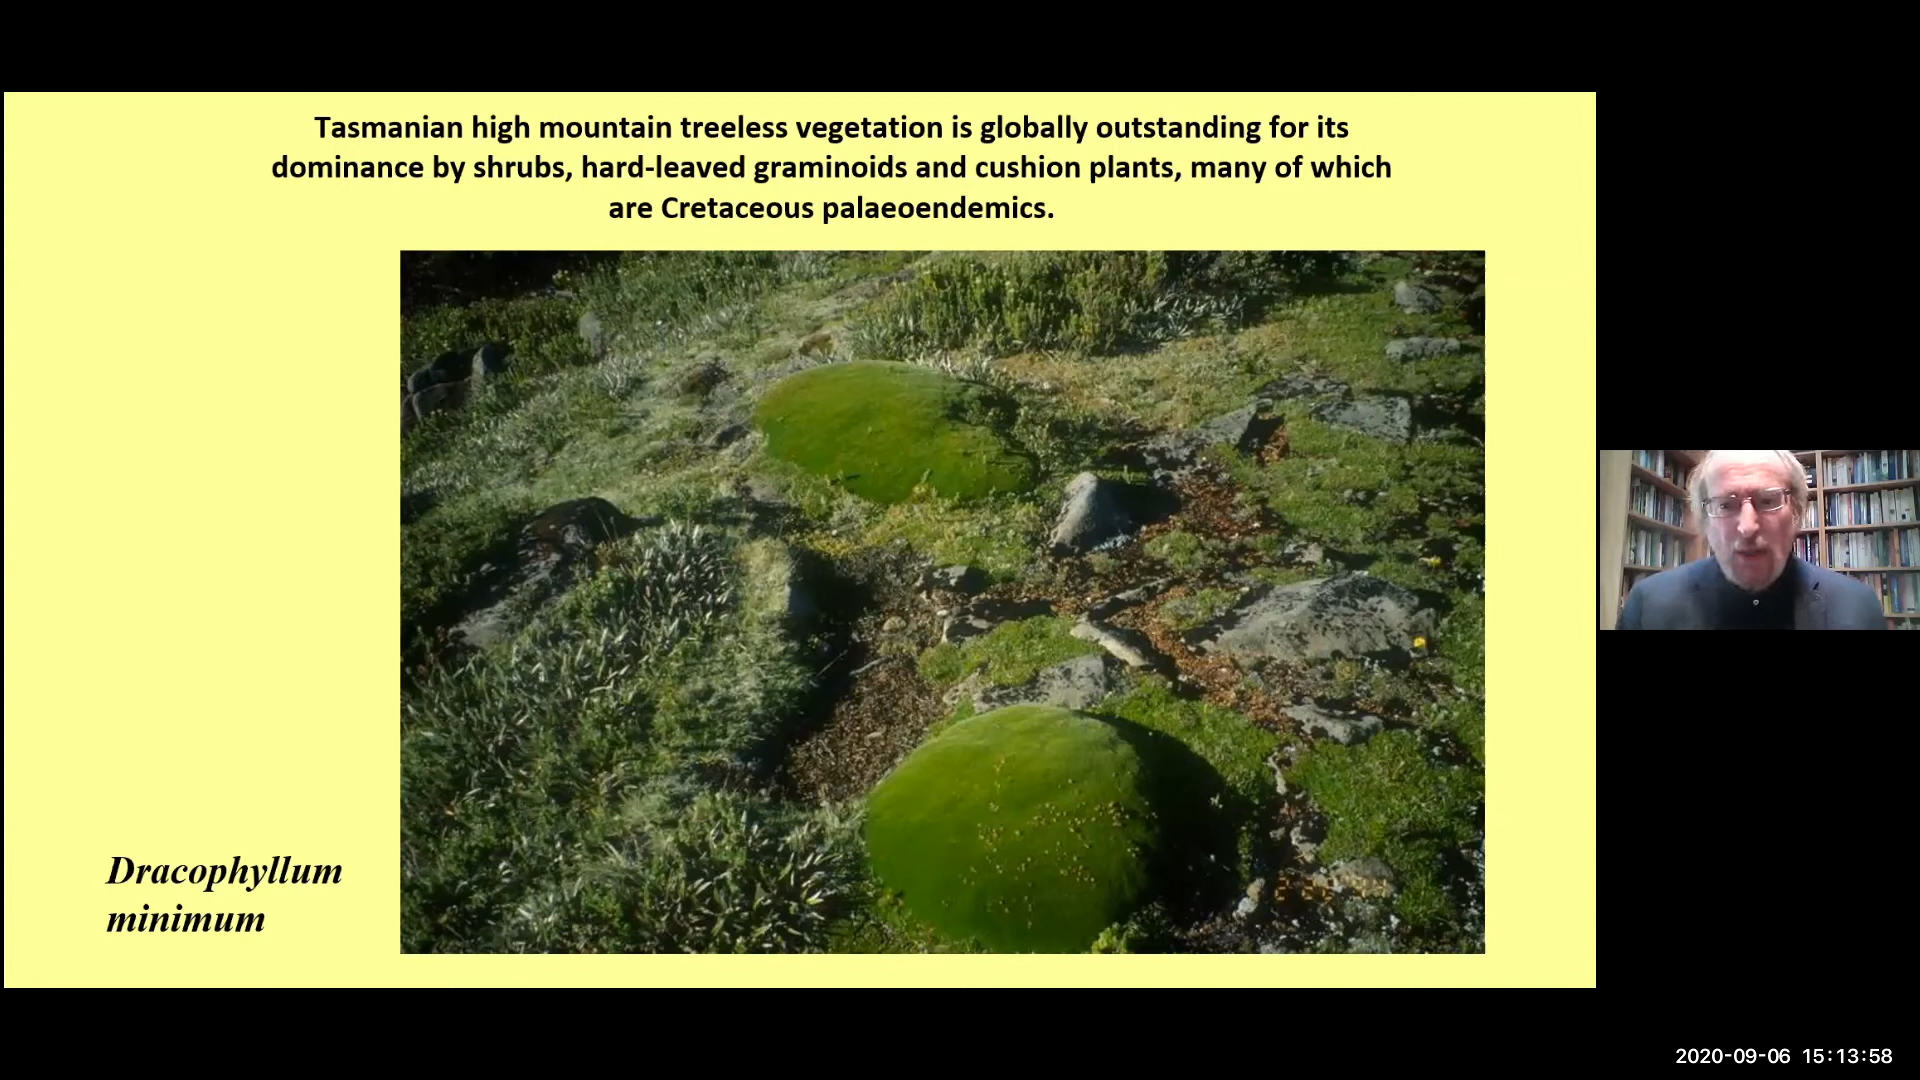 Tasmanian high mountain treeless vegetation is globally outstanding for its
dominance by shrubs, hard-leaved graminoids and cushion plants, many of which
are Cretaceous palaeoendemics.
Dracophyllum
minimum
2020-09-06 15:13:58